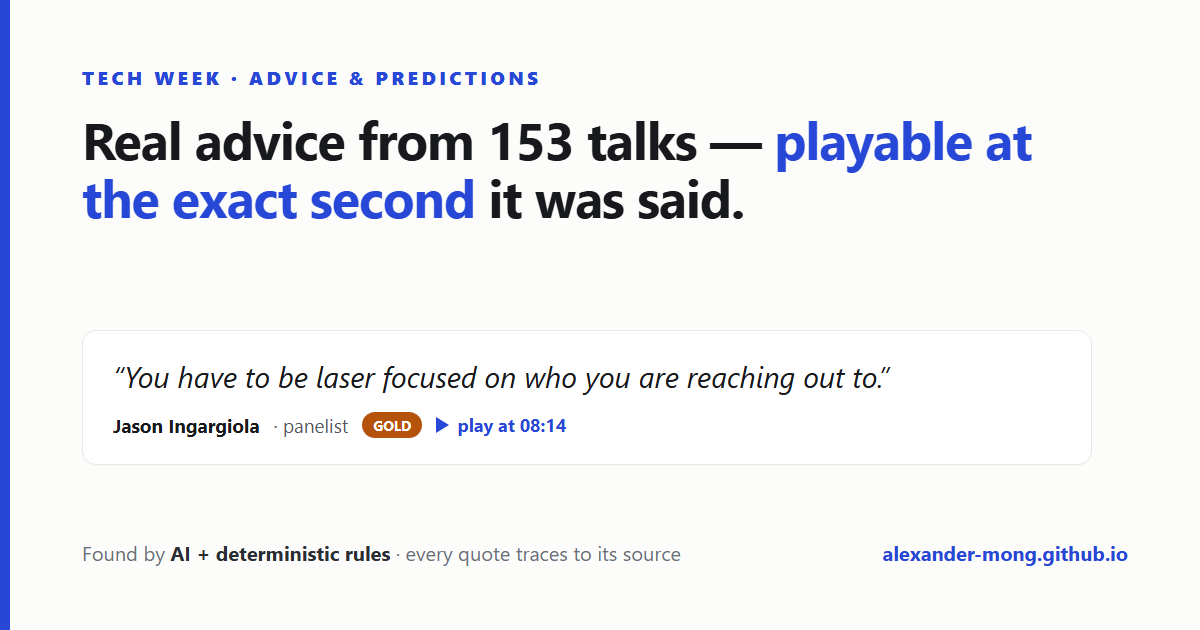 TECH WEEK · ADVICE & PREDICTIONS
Real advice from 153 talks — playable at
the exact second it was said.
“You have to be laser focused on who you are reaching out to.”
Jason Ingargiola · panelist GOLD ▶ play at 08:14
Found by AI + deterministic rules · every quote traces to its source
alexander-mong.github.io